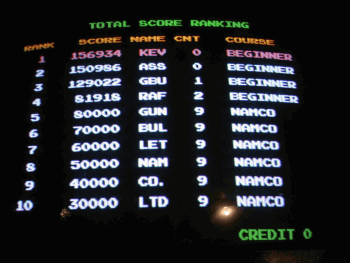 TOTAL SCORE RANKING
RANK SCORE NAME CNT COURSE
1 156934 KEV 0 BEGINNER
2 150986 ASS 0 BEGINNER
3 129022 GBU 1 BEGINNER
4 81918 RAF 2 BEGINNER
5 80000 GUN 9 NAMCO
6 70000 BUL 9 NAMCO
7 60000 LET 9 NAMCO
8 50000 NAM 9 NAMCO
9 40000 CO. 9 NAMCO
10 30000 LTD 9 NAMCO
CREDIT 0